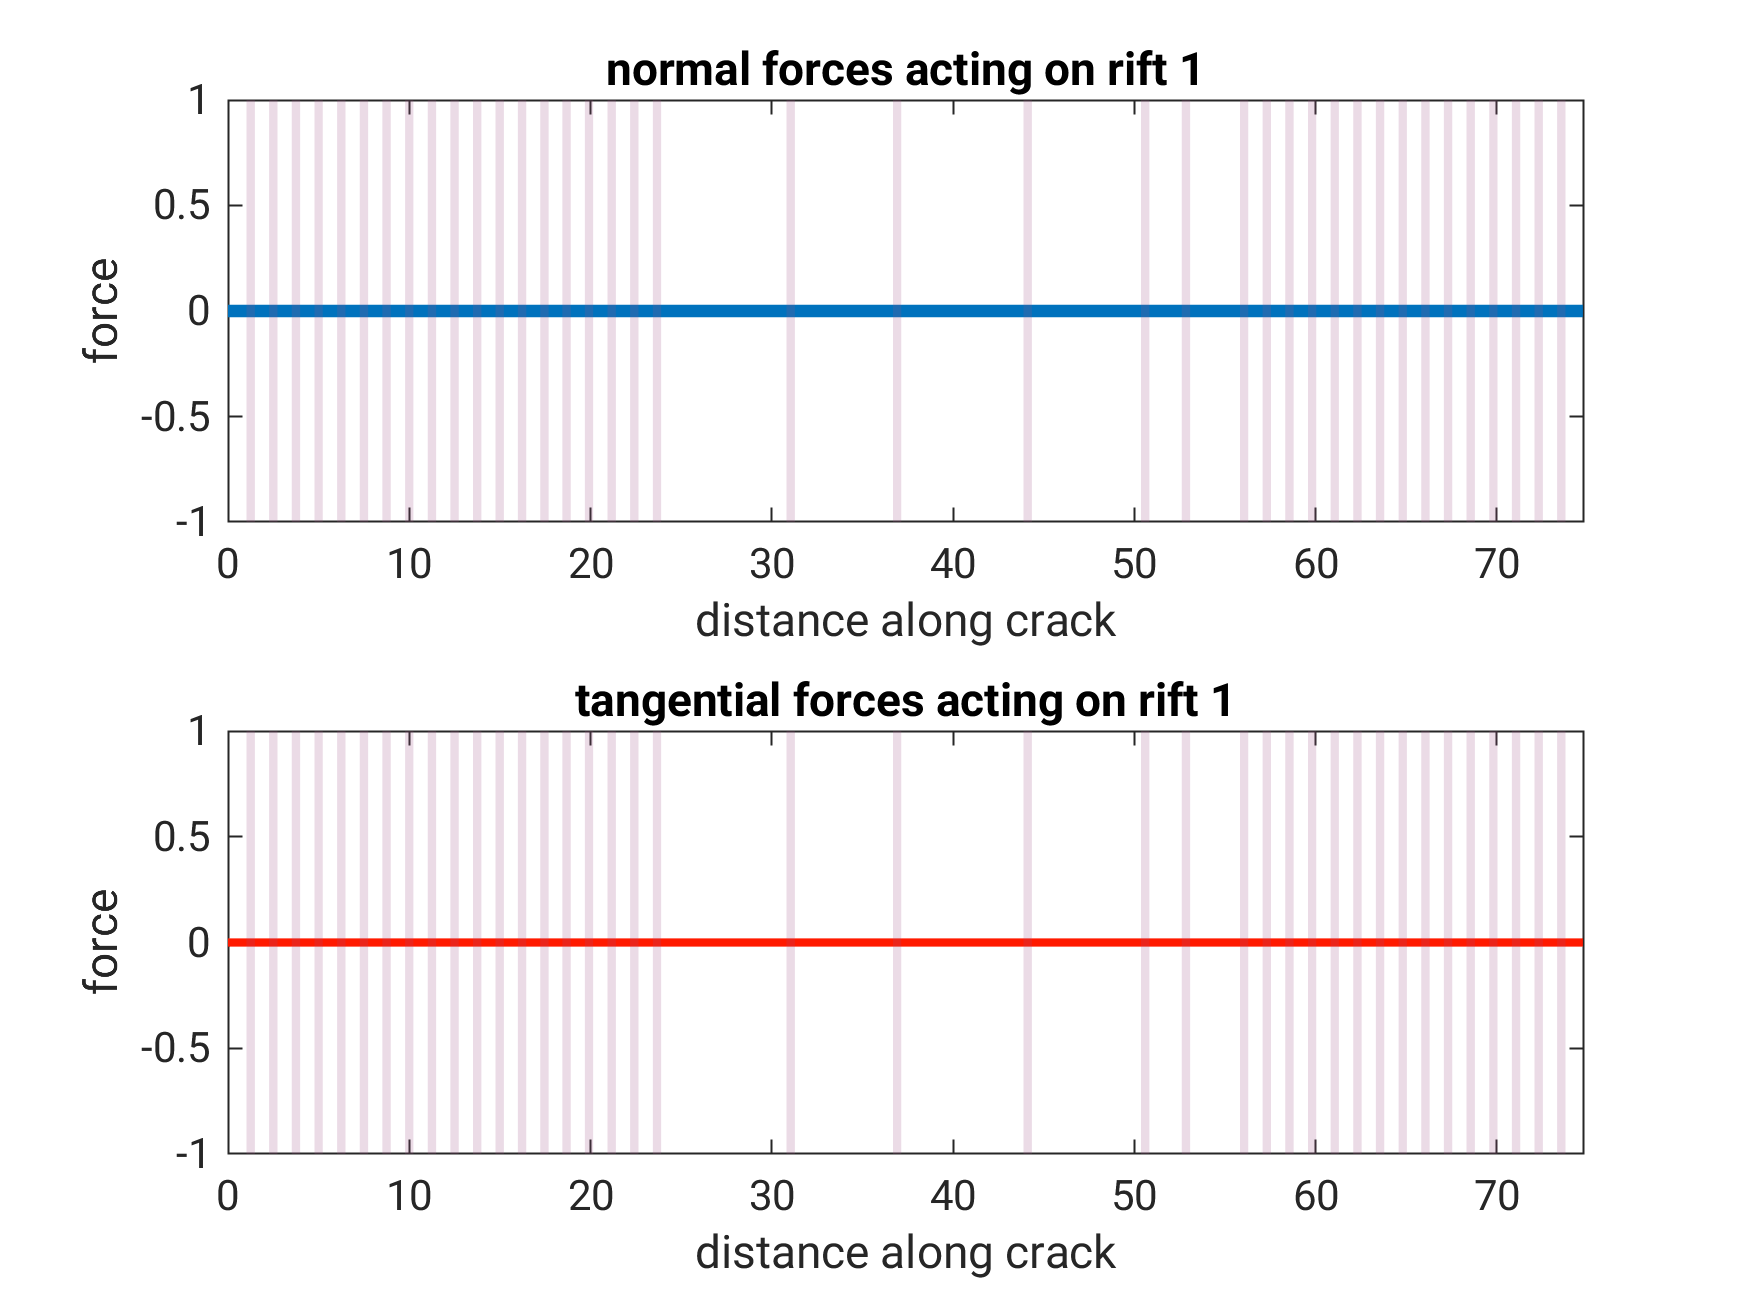 normal forces acting on rift 1
1
0.5
0
-0.5
-1
force
0 10 20 30 40 50 60 70
distance along crack
tangential forces acting on rift 1
1
0.5
0
-0.5
-1
force
0 10 20 30 40 50 60 70
distance along crack